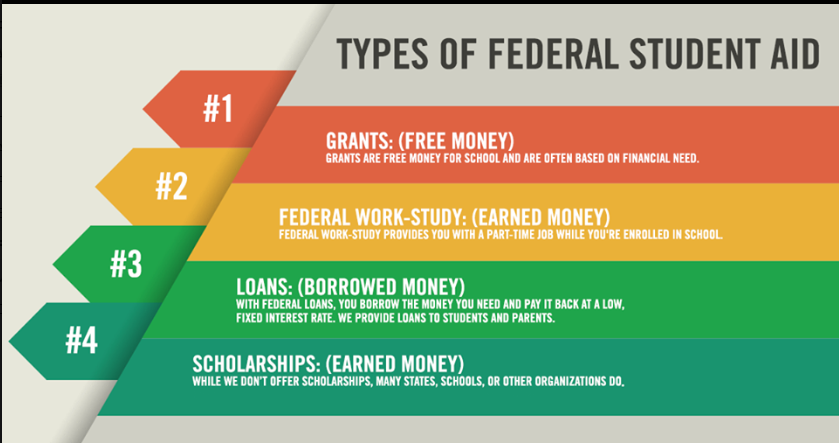 TYPES OF FEDERAL STUDENT AID
#1
GRANTS: (FREE MONEY)
GRANTS ARE FREE MONEY FOR SCHOOL AND ARE OFTEN BASED ON FINANCIAL NEED.
#2
FEDERAL WORK-STUDY: (EARNED MONEY)
FEDERAL WORK-STUDY PROVIDES YOU WITH A PART-TIME JOB WHILE YOU'RE ENROLLED IN SCHOOL.
#3
LOANS: (BORROWED MONEY)
WITH FEDERAL LOANS, YOU BORROW THE MONEY YOU NEED AND PAY IT BACK AT A LOW,
FIXED INTEREST RATE. WE PROVIDE LOANS TO STUDENTS AND PARENTS.
#4
SCHOLARSHIPS: (EARNED MONEY)
WHILE WE DON'T OFFER SCHOLARSHIPS, MANY STATES, SCHOOLS, OR OTHER ORGANIZATIONS DO.